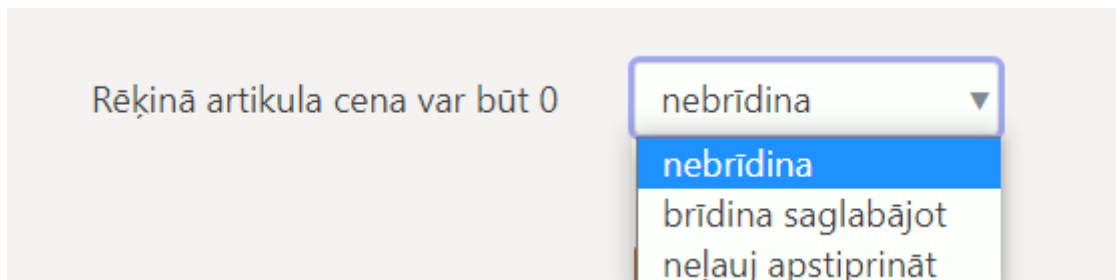 Rēķinā artikula cena var būt 0 nebrīdina ▼
nebrīdina
brīdina saglabājot
neļauj apstiprināt